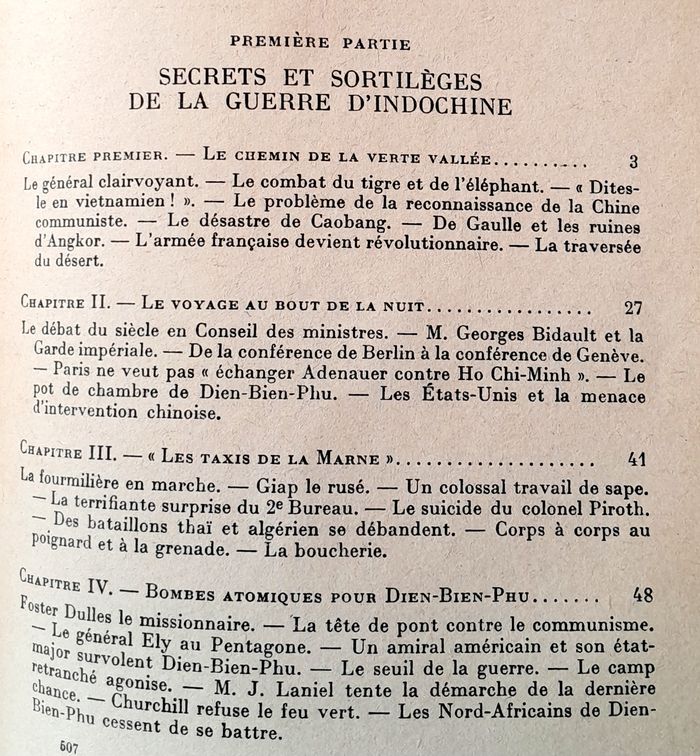 PREMIÈRE PARTIE
SECRETS ET SORTILÈGES
DE LA GUERRE D'INDOCHINE
CHAPITRE PREMIER. — LE CHEMIN DE LA VERTE VALLÉE.......... 3
Le général clairvoyant. — Le combat du tigre et de l'éléphant. — « Dites-
le en vietnamien ! ». — Le problème de la reconnaissance de la Chine
communiste. — Le désastre de Caobang. — De Gaulle et les ruines
d'Angkor. — L'armée française devient révolutionnaire. — La traversée
du désert.
CHAPITRE II. — LE VOYAGE AU BOUT DE LA NUIT.................. 27
Le débat du siècle en Conseil des ministres. — M. Georges Bidault et la
Garde impériale. — De la conférence de Berlin à la conférence de Genève.
— Paris ne veut pas « échanger Adenauer contre Ho Chi-Minh ». — Le
pot de chambre de Dien-Bien-Phu. — Les États-Unis et la menace
d'intervention chinoise.
CHAPITRE III. — « LES TAXIS DE LA MARNE »..................... 41
La fourmilière en marche. — Giap le rusé. — Un colossal travail de sape.
— La terrifiante surprise du 2e Bureau. — Le suicide du colonel Piroth.
— Des bataillons thaï et algérien se débandent. — Corps à corps au
poignard et à la grenade. — La boucherie.
CHAPITRE IV. — BOMBES ATOMIQUES POUR DIEN-BIEN-PHU....... 48
Foster Dulles le missionnaire. — La tête de pont contre le communisme.
— Le général Ely au Pentagone. — Un amiral américain et son état-
major survolent Dien-Bien-Phu. — Le seuil de la guerre. — Le camp
retranché agonise. — M. J. Laniel tente la démarche de la dernière
chance. — Churchill refuse le feu vert. — Les Nord-Africains de Dien-
Bien-Phu cessent de se battre.
507